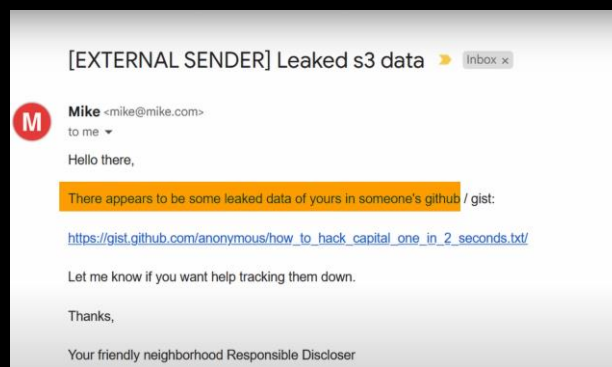 [EXTERNAL SENDER] Leaked s3 data Inbox x
M
Mike <mike@mike.com>
to me
Hello there,
There appears to be some leaked data of yours in someone's github / gist:
https://gist.github.com/anonymous/how_to_hack_capital_one_in_2_seconds.txt/
Let me know if you want help tracking them down.
Thanks,
Your friendly neighborhood Responsible Discloser